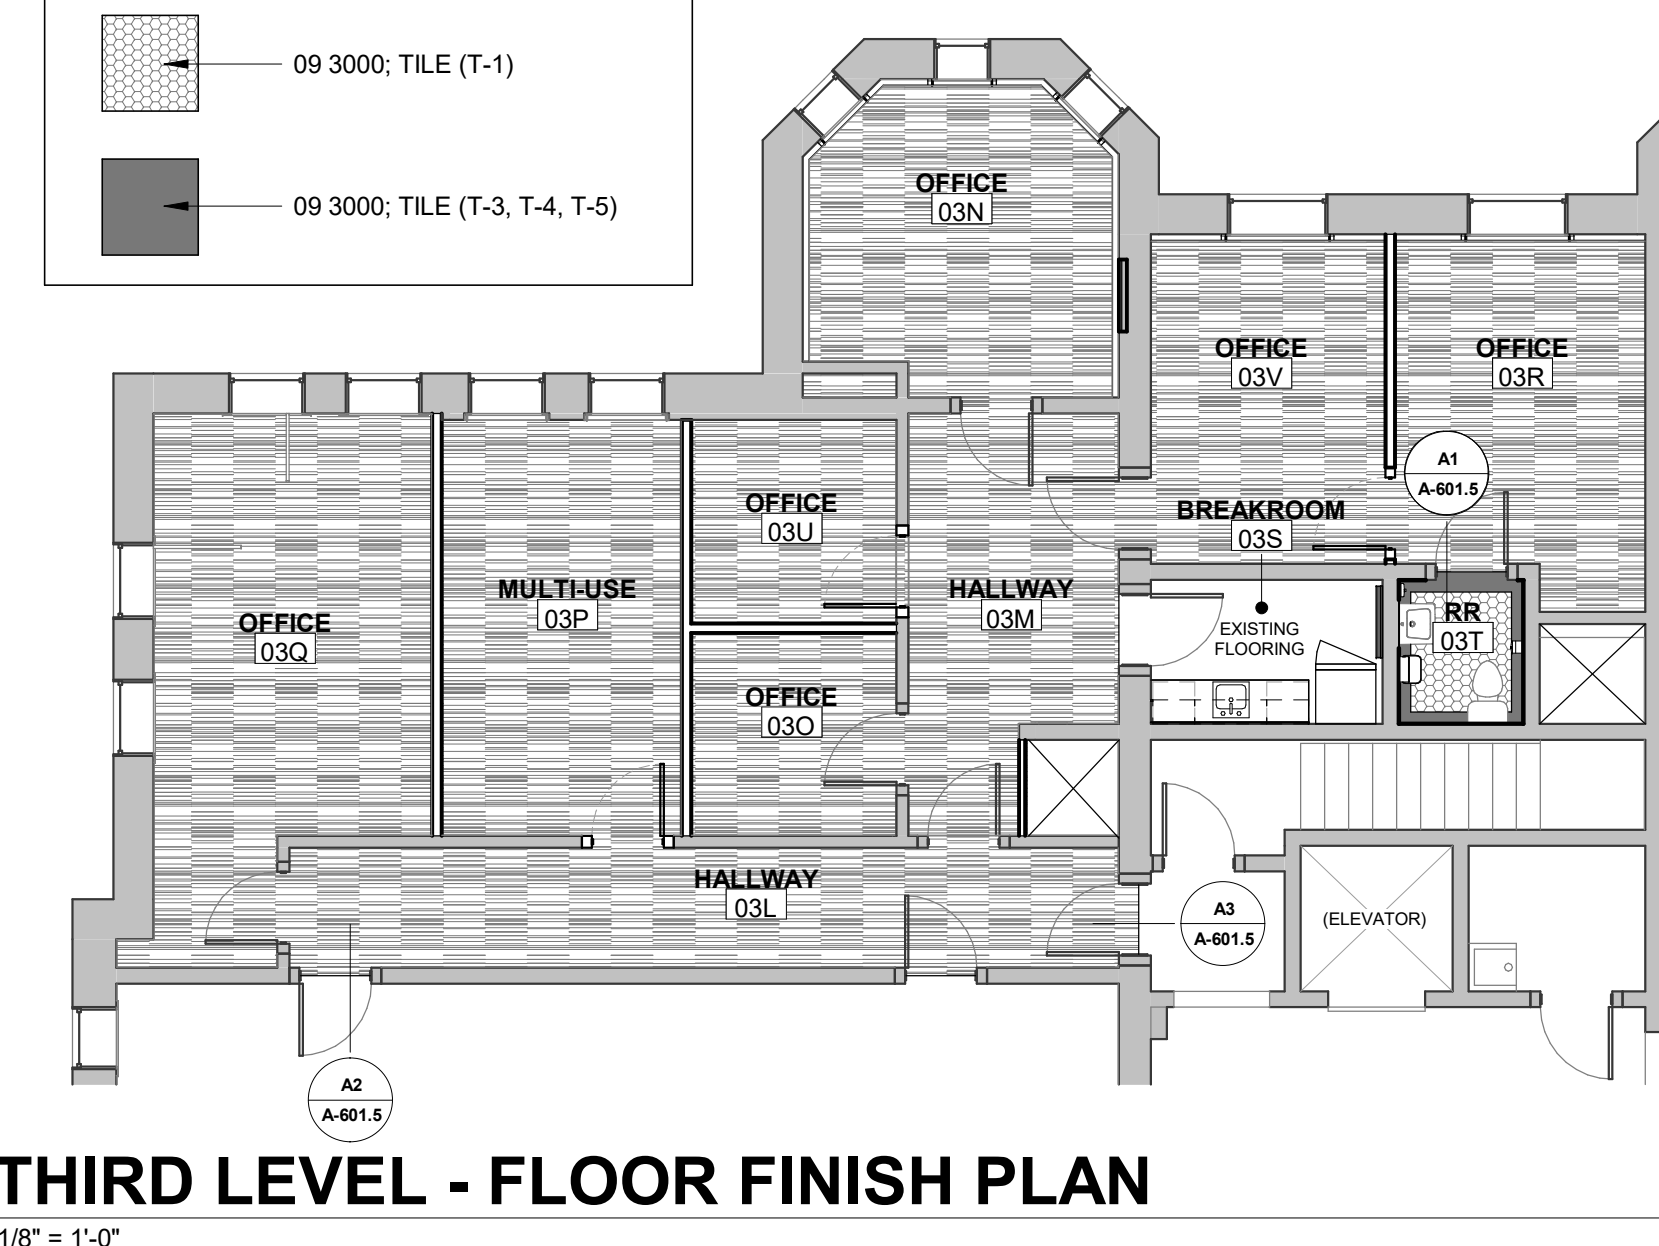 09 3000; TILE (T-1)
09 3000; TILE (T-3, T-4, T-5)
OFFICE
03N
OFFICE
03V
OFFICE
03R
A1
A-601.5
OFFICE
03U
BREAKROOM
03S
MULTI-USE
03P
HALLWAY
03M
OFFICE
03Q
EXISTING
FLOORING
RR
03T
OFFICE
03O
HALLWAY
03L
A3
A-601.5
(ELEVATOR)
A2
A-601.5
THIRD LEVEL - FLOOR FINISH PLAN
1/8" = 1'-0"